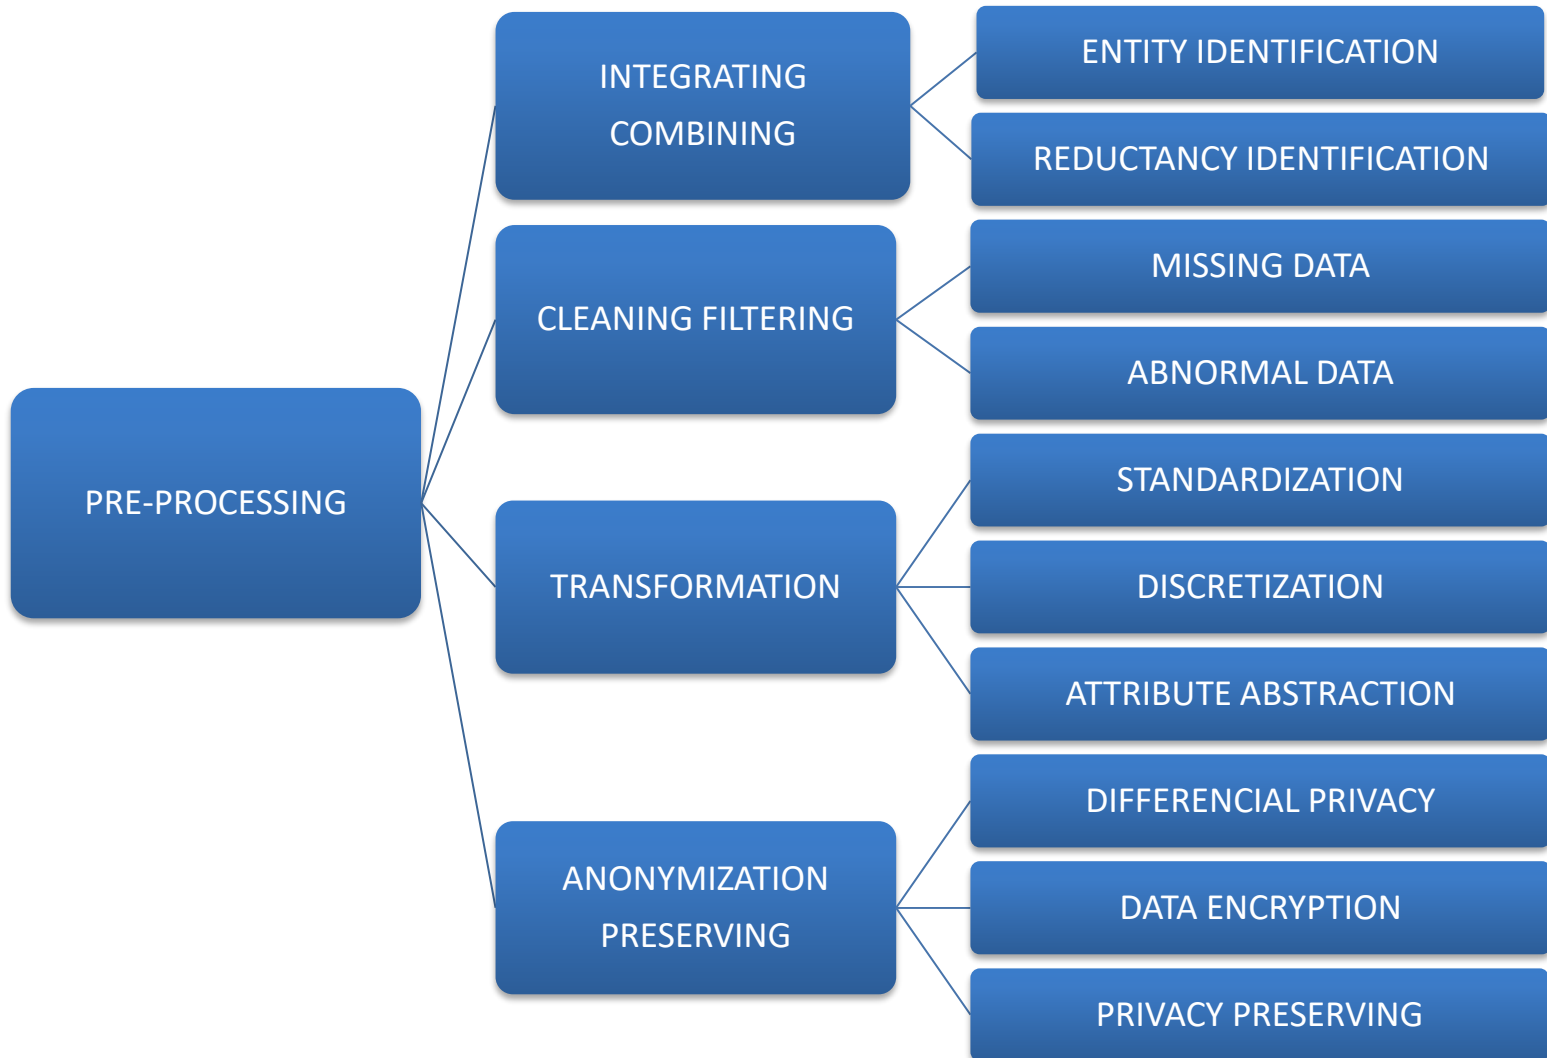 PRE-PROCESSING
INTEGRATING
COMBINING
ENTITY IDENTIFICATION
REDUCTANCY IDENTIFICATION
CLEANING FILTERING
MISSING DATA
ABNORMAL DATA
TRANSFORMATION
STANDARDIZATION
DISCRETIZATION
ATTRIBUTE ABSTRACTION
ANONYMIZATION
PRESERVING
DIFFERENCIAL PRIVACY
DATA ENCRYPTION
PRIVACY PRESERVING